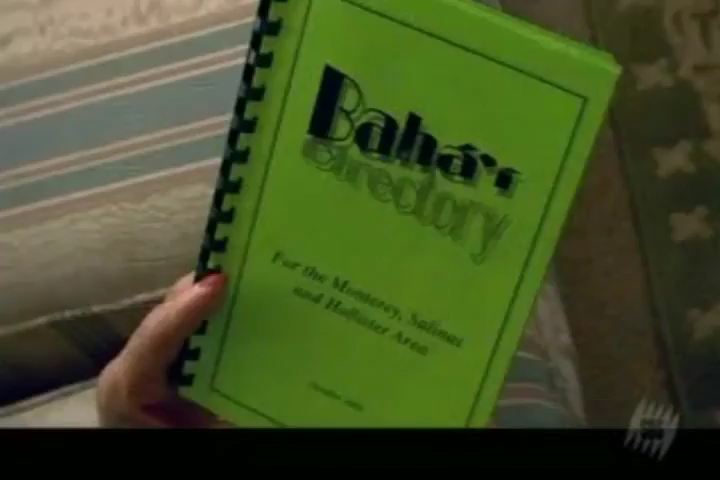 Bahá'í
Directory
For the Monterey, Salinas
and Hollister Area